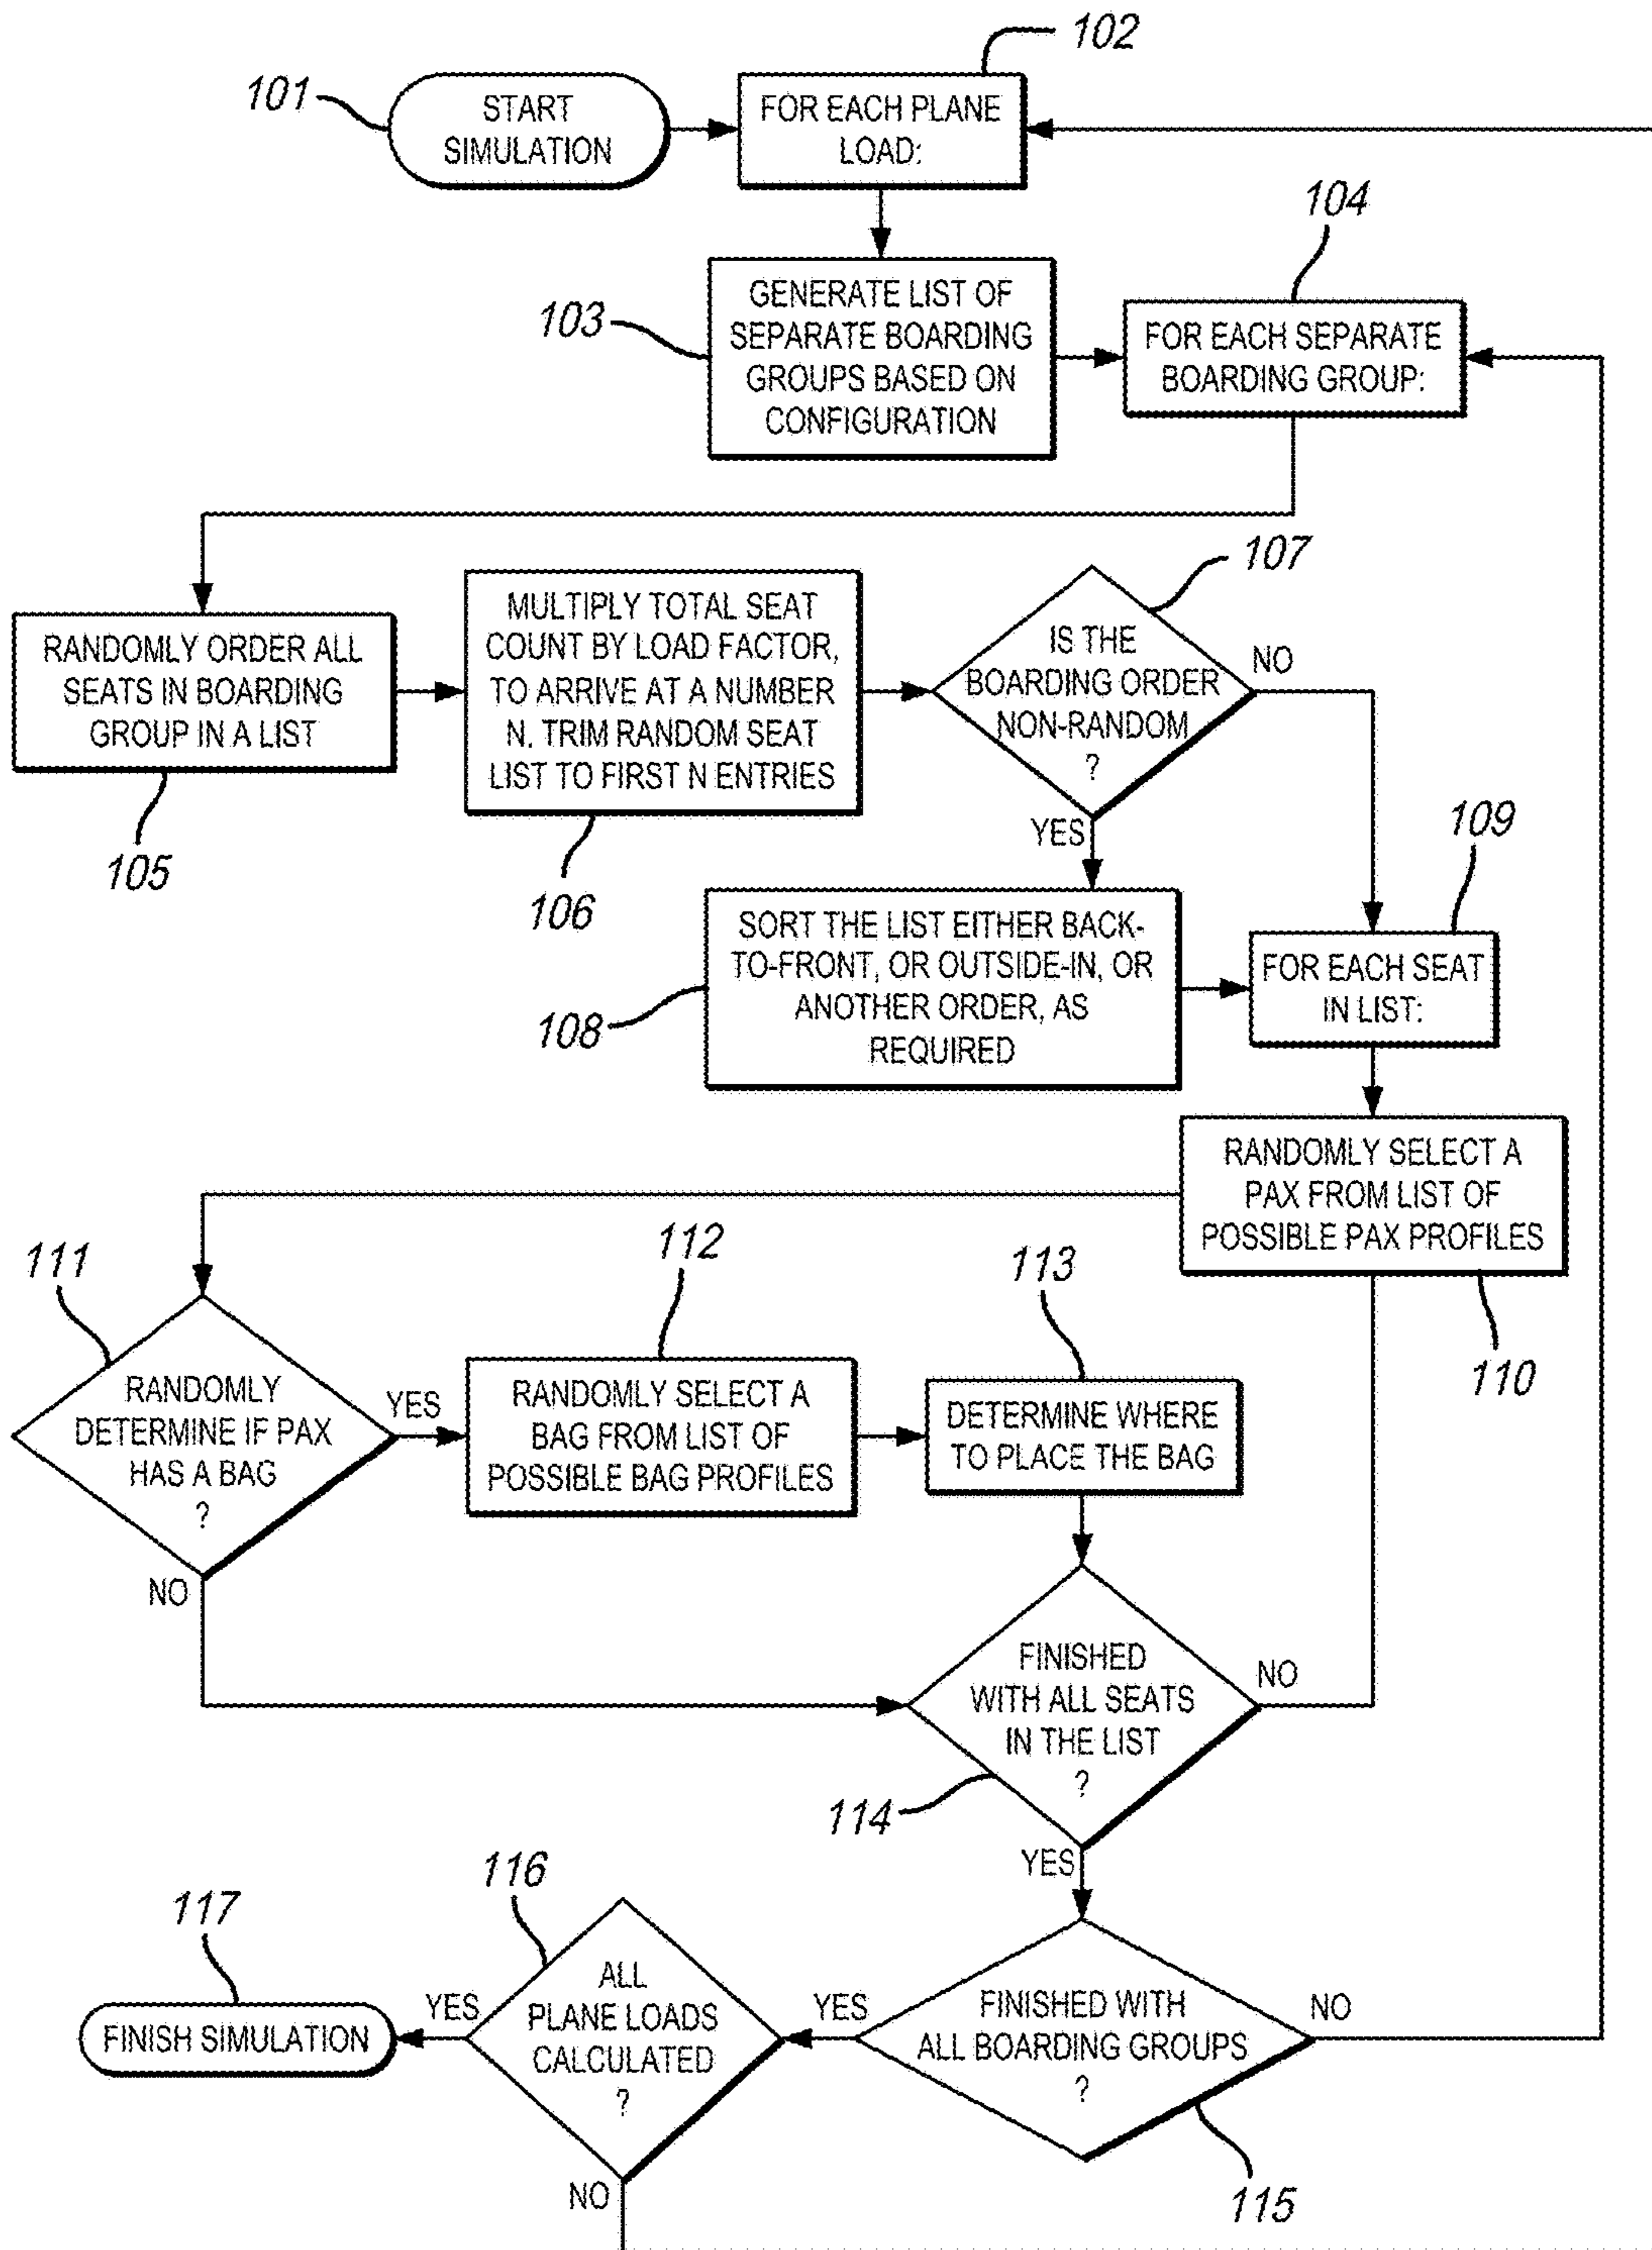 102
101
START
SIMULATION
FOR EACH PLANE
LOAD:
104
103
GENERATE LIST OF
SEPARATE BOARDING
GROUPS BASED ON
CONFIGURATION
FOR EACH SEPARATE
BOARDING GROUP:
107
RANDOMLY ORDER ALL
SEATS IN BOARDING
GROUP IN A LIST
105
MULTIPLY TOTAL SEAT
COUNT BY LOAD FACTOR,
TO ARRIVE AT A NUMBER
N. TRIM RANDOM SEAT
LIST TO FIRST N ENTRIES
106
IS THE
BOARDING ORDER
NON-RANDOM
?
NO
YES
109
108
SORT THE LIST EITHER BACK-
TO-FRONT, OR OUTSIDE-IN, OR
ANOTHER ORDER, AS
REQUIRED
FOR EACH SEAT
IN LIST:
RANDOMLY SELECT A
PAX FROM LIST OF
POSSIBLE PAX PROFILES
110
111
RANDOMLY
DETERMINE IF PAX
HAS A BAG
?
YES
NO
112
RANDOMLY SELECT A
BAG FROM LIST OF
POSSIBLE BAG PROFILES
113
DETERMINE WHERE
TO PLACE THE BAG
FINISHED
WITH ALL SEATS
IN THE LIST
?
NO
114
YES
116
117
FINISH SIMULATION
YES
ALL
PLANE LOADS
CALCULATED
?
YES
NO
FINISHED WITH
ALL BOARDING GROUPS
?
NO
115